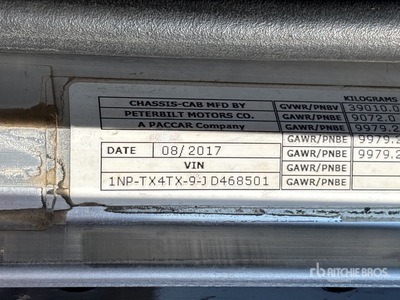 KILOGRAMS
CHASSIS-CAB MFD BY GVWR/PNBV 39010.0
PETERBILT MOTORS CO. GAWR/PNBE 9072.0
A PACCAR Company GAWR/PNBE 9979.2
GAWR/PNBE 9979.2
DATE 08/2017 GAWR/PNBE 9979.2
VIN GAWR/PNBE
1NP-TX4TX-9-JD468501 GAWR/PNBE
rb RITCHIE BROS.